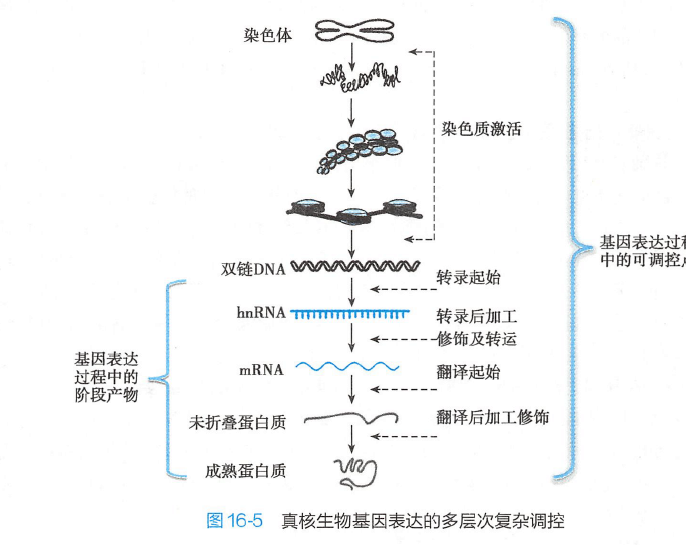 染色体
染色质激活
基因表达过程
中的可调控点
双链DNA
转录起始
hnRNA
转录后加工
修饰及转运
基因表达
过程中的
阶段产物
mRNA
翻译起始
未折叠蛋白质
翻译后加工修饰
成熟蛋白质
图16-5 真核生物基因表达的多层次复杂调控